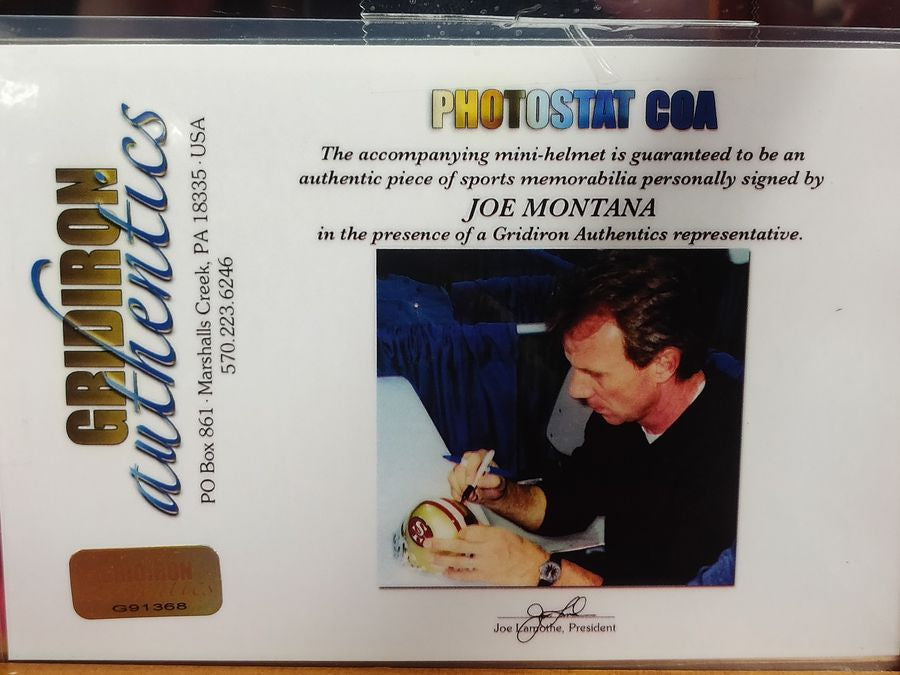 GRIDIRON
authentics
PO Box 861 · Marshalls Creek, PA 18335 · USA
570.223.6246
PHOTOSTAT COA
The accompanying mini-helmet is guaranteed to be an
authentic piece of sports memorabilia personally signed by
JOE MONTANA
in the presence of a Gridiron Authentics representative.
SF
GRIDIRON
G91368
Joe Lamothe, President